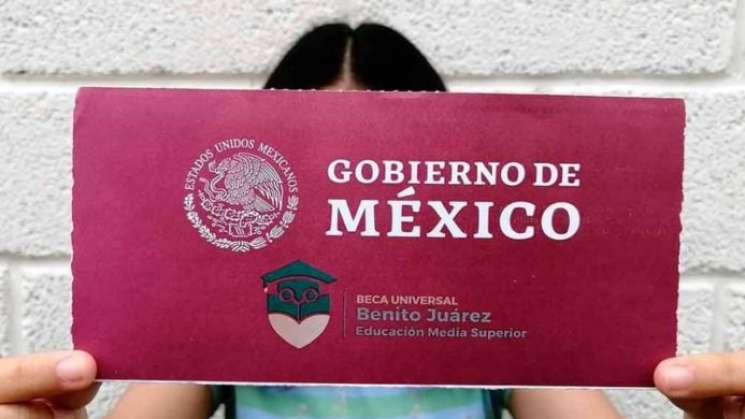 ESTADOS UNIDOS MEXICANOS
GOBIERNO DE
MÉXICO
BECA UNIVERSAL
Benito Juárez
Educación Media Superior